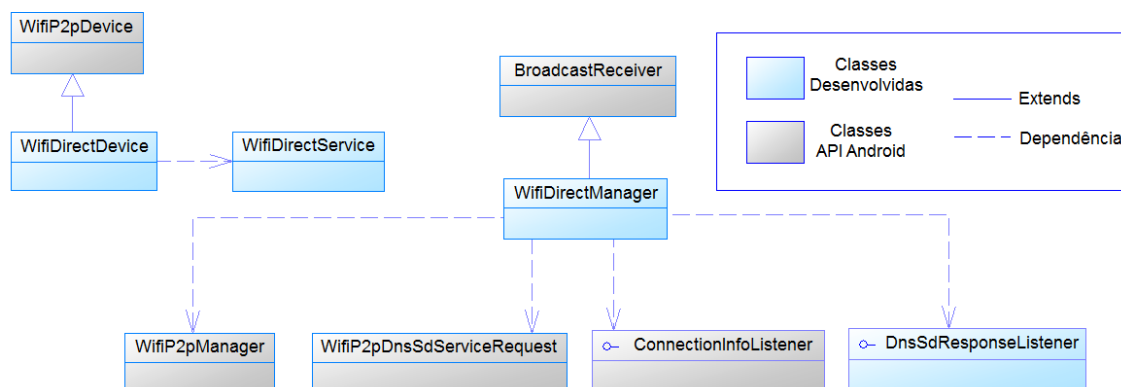 WifiP2pDevice
BroadcastReceiver
Classes
Desenvolvidas
Extends
Classes
API Android
Dependência
WifiDirectDevice
WifiDirectService
WifiDirectManager
WifiP2pManager
WifiP2pDnsSdServiceRequest
ConnectionInfoListener
DnsSdResponseListener